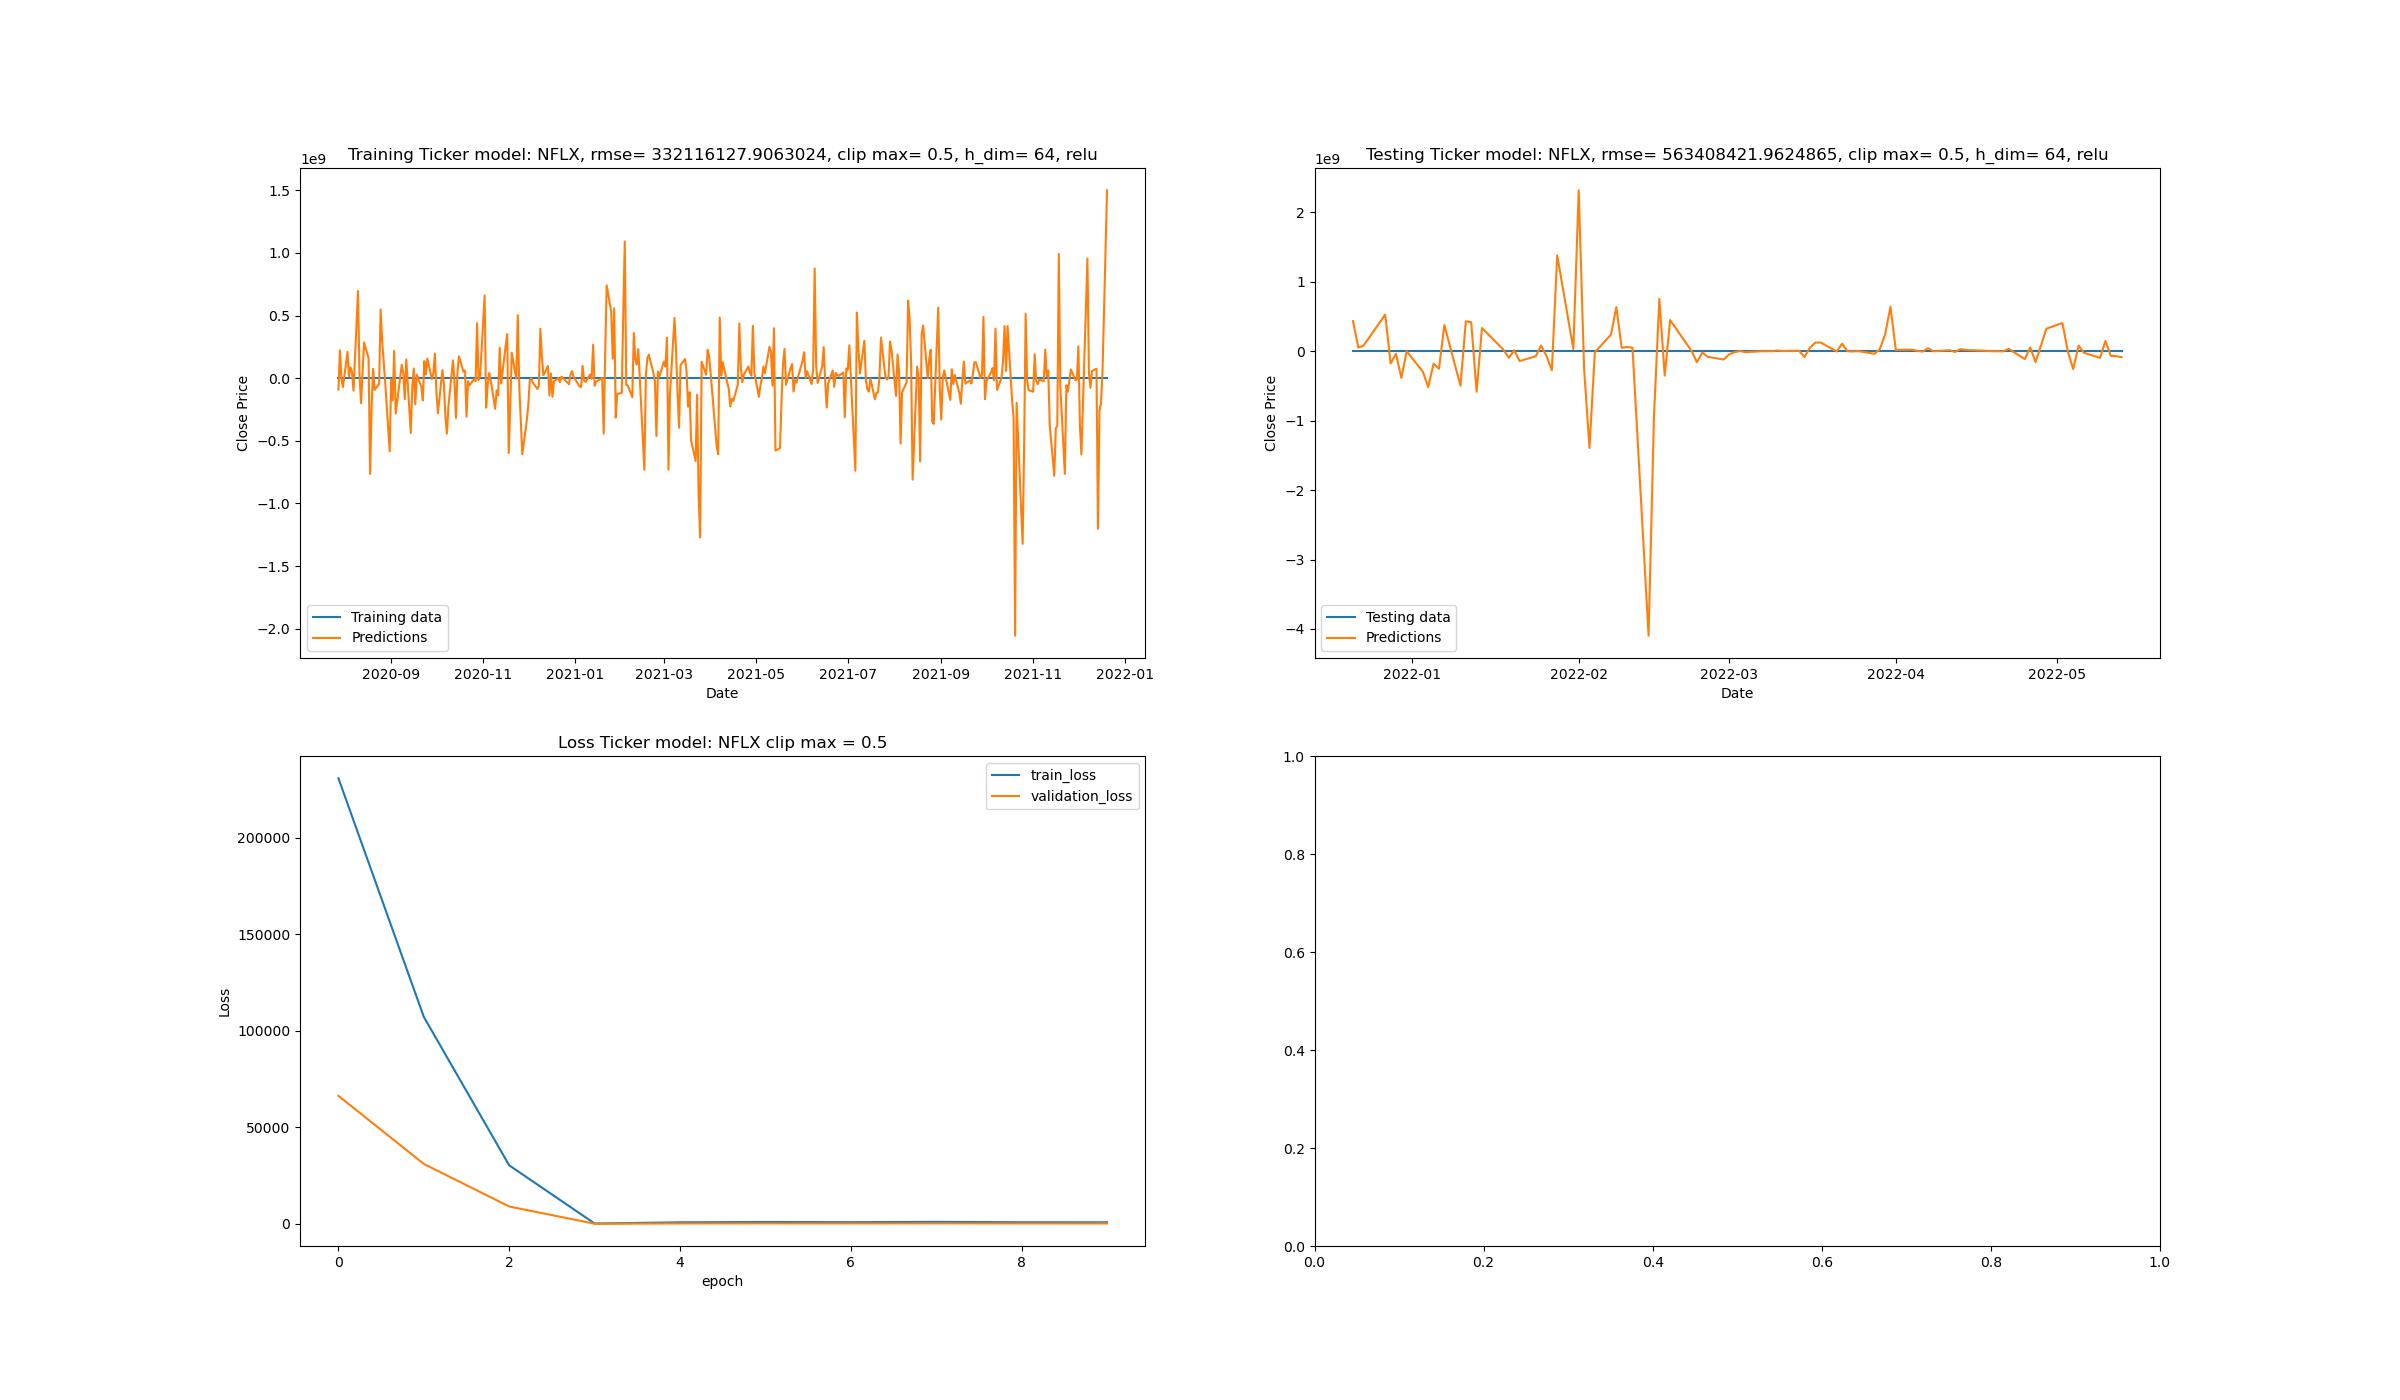 Training Ticker model: NFLX, rmse= 332116127.9063024, clip max= 0.5, h_dim= 64, relu
1e9
1.5
1.0
0.5
0.0
−0.5
−1.0
−1.5
−2.0
Close Price
Training data
Predictions
2020-09 2020-11 2021-01 2021-03 2021-05 2021-07 2021-09 2021-11 2022-01
Date
Testing Ticker model: NFLX, rmse= 563408421.9624865, clip max= 0.5, h_dim= 64, relu
1e9
2
1
0
−1
−2
−3
−4
Close Price
Testing data
Predictions
2022-01 2022-02 2022-03 2022-04 2022-05
Date
Loss Ticker model: NFLX clip max = 0.5
train_loss
validation_loss
200000
150000
100000
50000
0
Loss
0 2 4 6 8
epoch
1.0
0.8
0.6
0.4
0.2
0.0
0.0 0.2 0.4 0.6 0.8 1.0